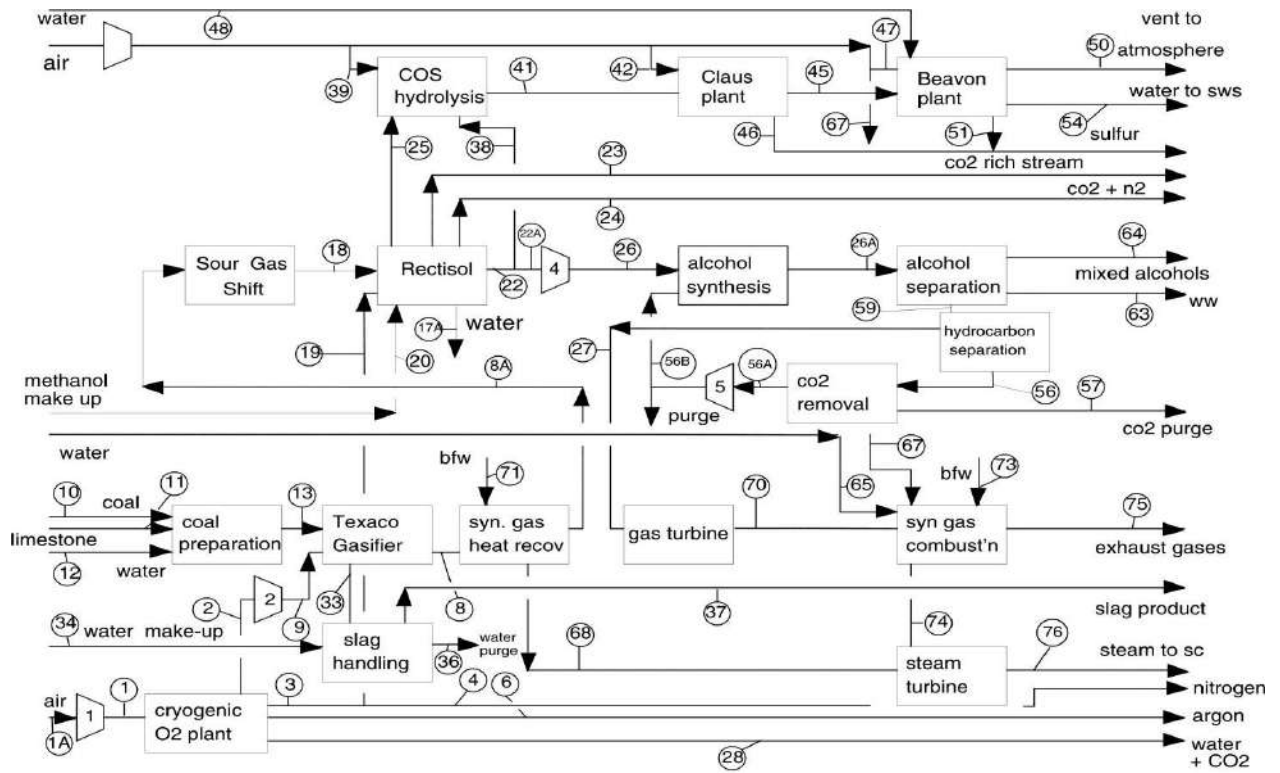 water
48
47
vent to
air
50
atmosphere
39
COS
hydrolysis
41
42
Claus
plant
45
Beavon
plant
water to sws
54
25
38
46
67
51
sulfur
23
co2 rich stream
24
co2 + n2
Sour Gas
Shift
18
Rectisol
22A
22
4
26
alcohol
synthesis
26A
alcohol
separation
64
mixed alcohols
63
ww
17A
water
59
19
20
27
hydrocarbon
separation
8A
56B
56A
5
co2
removal
56
57
methanol
make up
purge
co2 purge
water
bfw
71
67
bfw
73
10
coal
11
13
70
65
75
limestone
coal
preparation
Texaco
Gasifier
syn. gas
heat recov
gas turbine
syn gas
combust'n
exhaust gases
12
water
2
2
9
33
8
37
slag product
34
water make-up
slag
handling
water
purge
36
68
74
steam
turbine
76
steam to sc
air
1
1
1A
cryogenic
O2 plant
3
4
6
nitrogen
argon
28
water
+ CO2